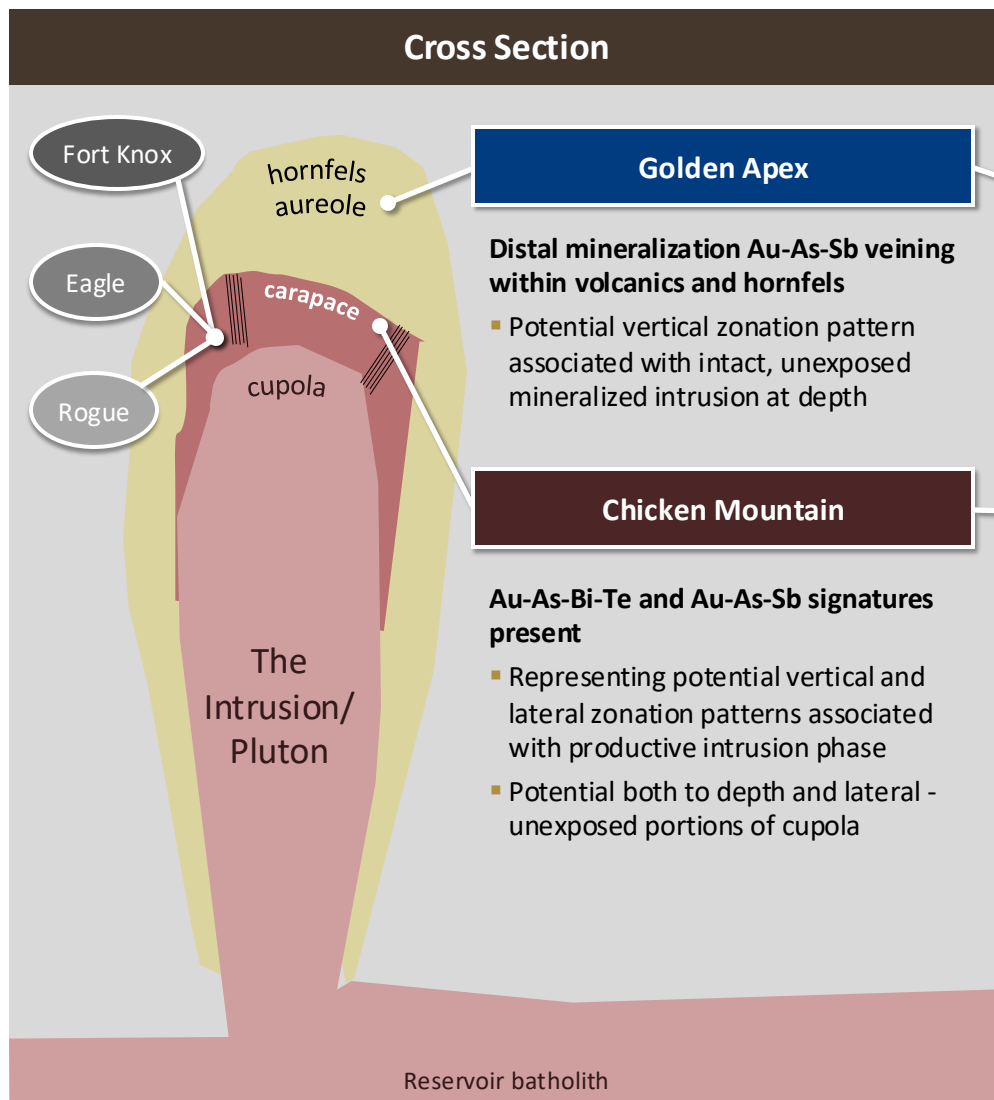 Cross Section
Fort Knox
Eagle
Rogue
hornfels
aureole
carapace
cupola
The
Intrusion/
Pluton
Reservoir batholith
Golden Apex
Distal mineralization Au-As-Sb veining
within volcanics and hornfels
▪ Potential vertical zonation pattern
associated with intact, unexposed
mineralized intrusion at depth
Chicken Mountain
Au-As-Bi-Te and Au-As-Sb signatures
present
▪ Representing potential vertical and
lateral zonation patterns associated
with productive intrusion phase
▪ Potential both to depth and lateral -
unexposed portions of cupola